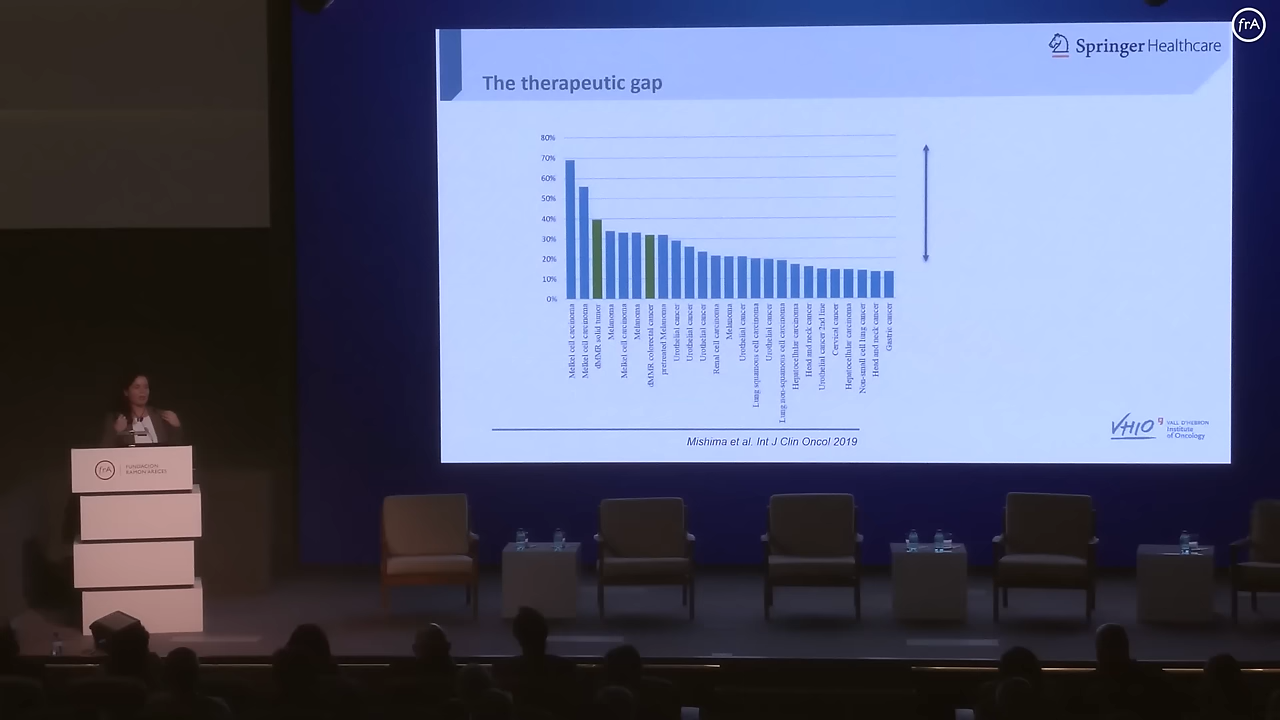 frA
Springer Healthcare
The therapeutic gap
80%
70%
60%
50%
40%
30%
20%
10%
0%
Melkel cell carcinoma
Melkel cell carcinoma
dMMR solid tumor
Melanoma
Melkel cell carcinoma
Melanoma
dMMR colorectal cancer
pretreated Melanoma
Urothelial cancer
Urothelial cancer
Urothelial cancer
Renal cell carcinoma
Melanoma
Urothelial cancer
Lung squamous cell carcinoma
Urothelial cancer
Lung non-squamous cell carcinoma
Hepatocellular carcinoma
Head and neck cancer
Urothelial cancer 2nd line
Cervical cancer
Hepatocellular carcinoma
Non-small cell lung cancer
Head and neck cancer
Gastric cancer
Mishima et al. Int J Clin Oncol 2019
VHIO
VALL D'HEBRON
Institute
of Oncology
frA
FUNDACIÓN
RAMÓN ARECES